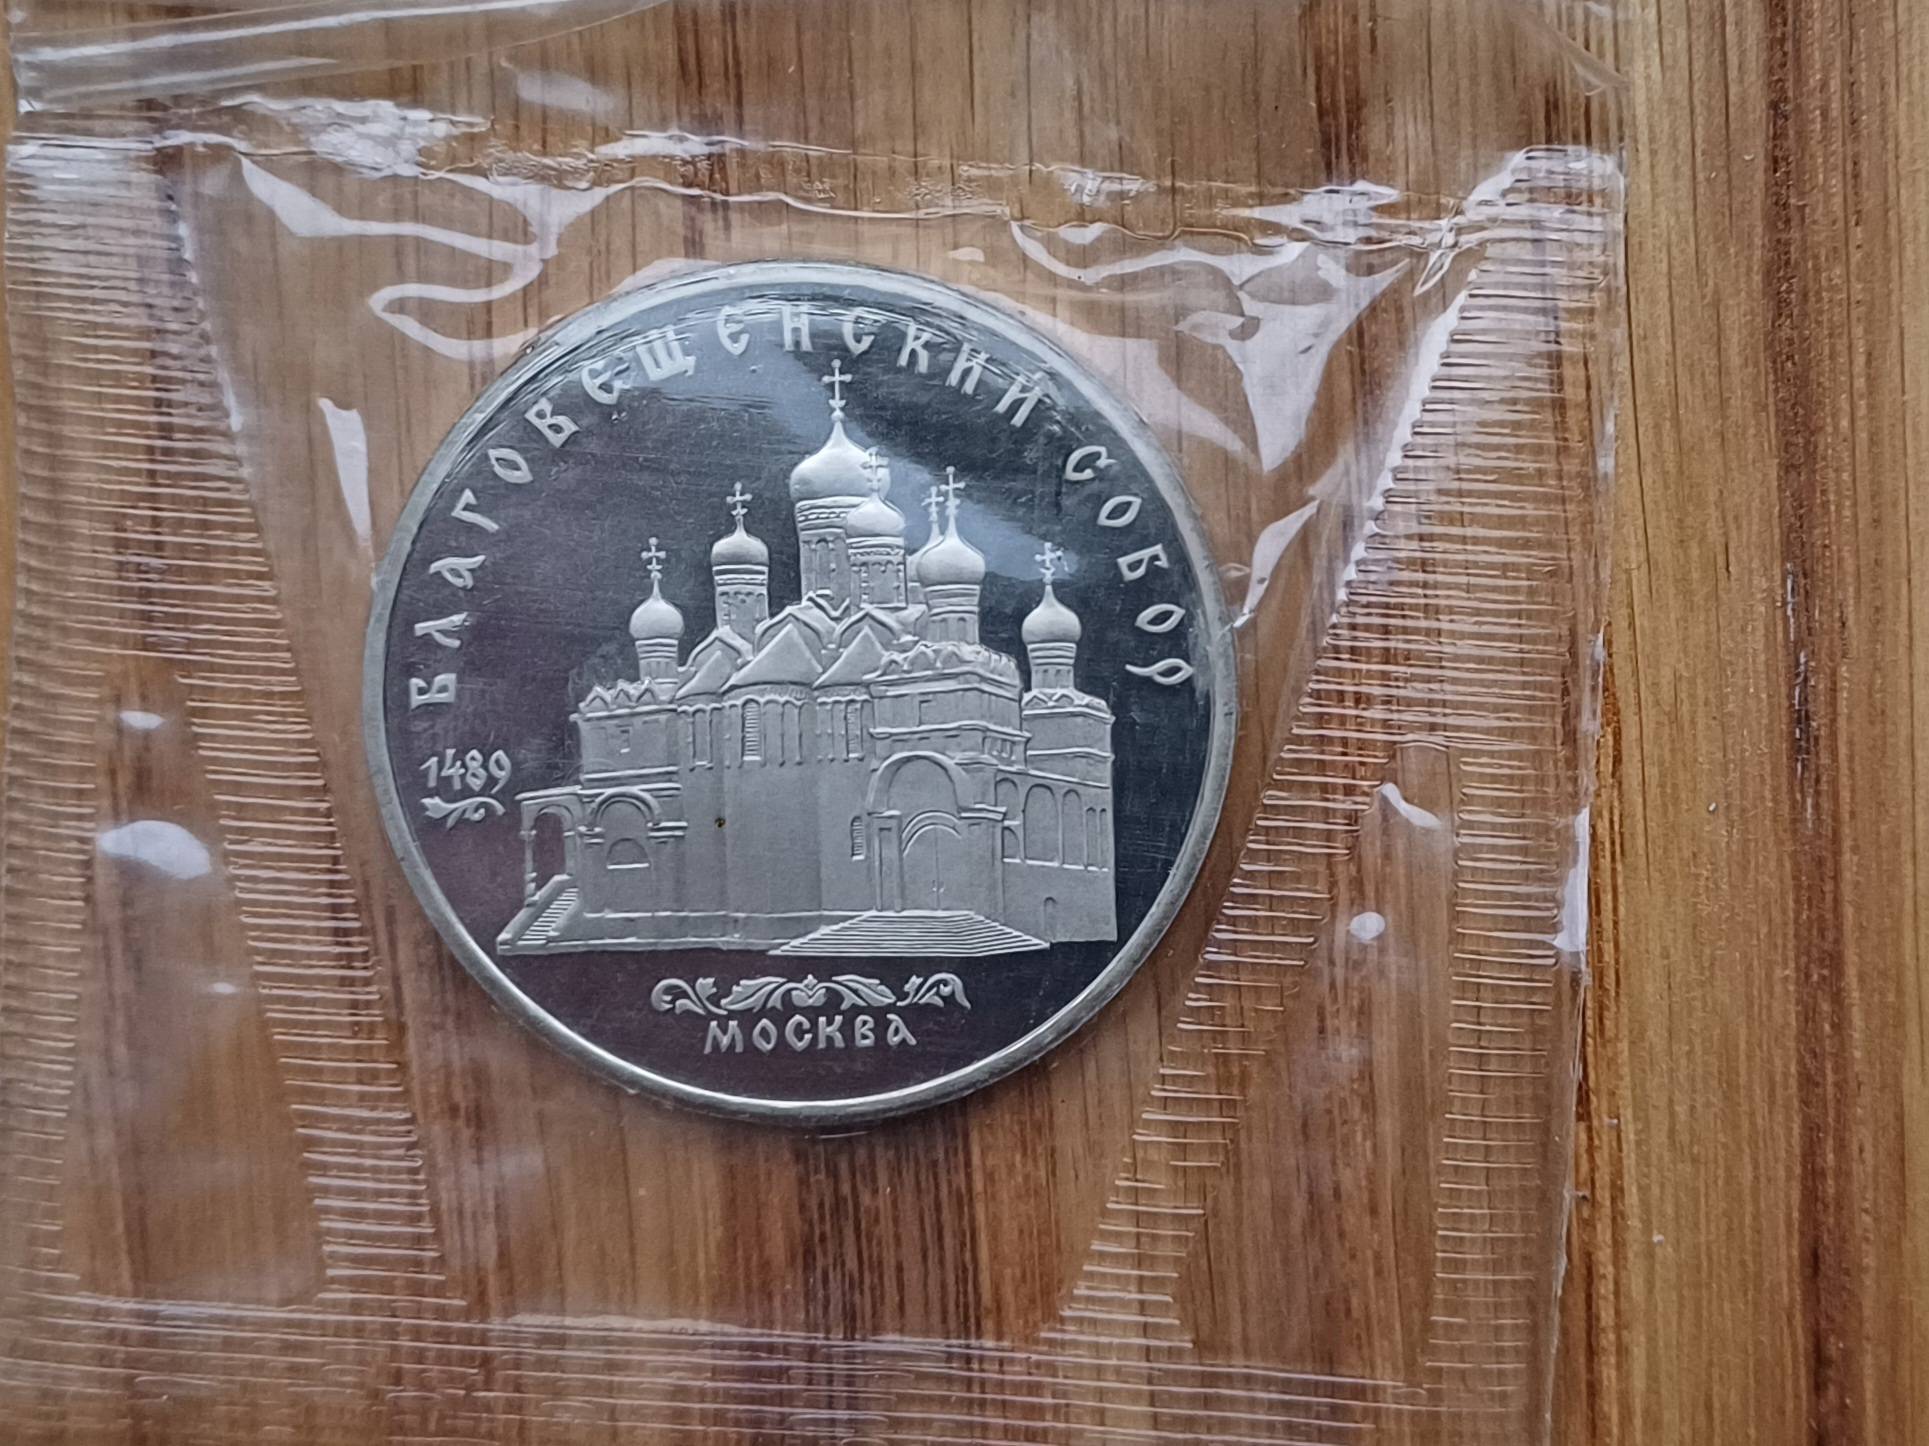 БЛАГОВЕЩЕНСКИЙ СОБОР
1489
МОСКВА